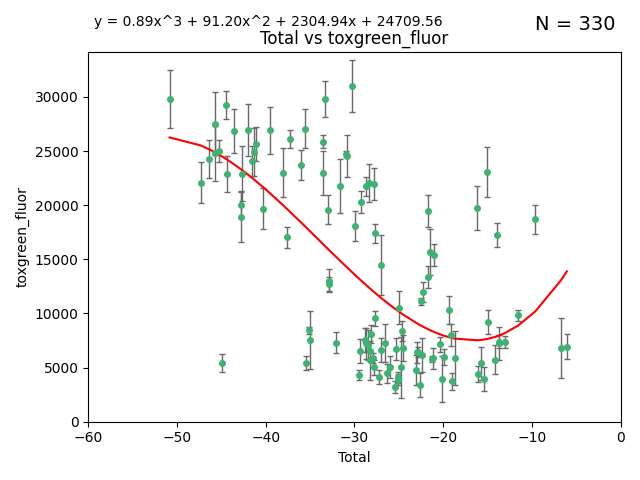 y = 0.89x^3 + 91.20x^2 + 2304.94x + 24709.56
N = 330
Total vs toxgreen_fluor
toxgreen_fluor
30000
25000
20000
15000
10000
5000
0
−60
−50
−40
−30
−20
−10
0
Total